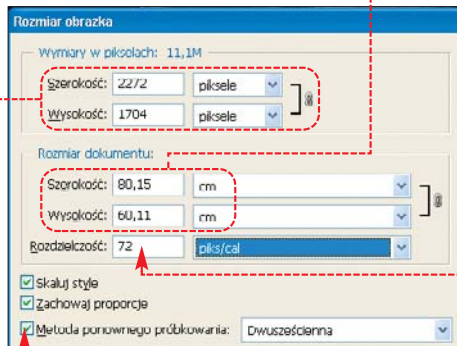 Rozmiar obrazka
Wymiary w pikselach: 11,1M
Szerokość: 2272 piksele
Wysokość: 1704 piksele
Rozmiar dokumentu:
Szerokość: 80,15 cm
Wysokość: 60,11 cm
Rozdzielczość: 72 piks/cal
Skaluj style
Zachowaj proporcje
Metoda ponownego próbkowania: Dwusześcienna